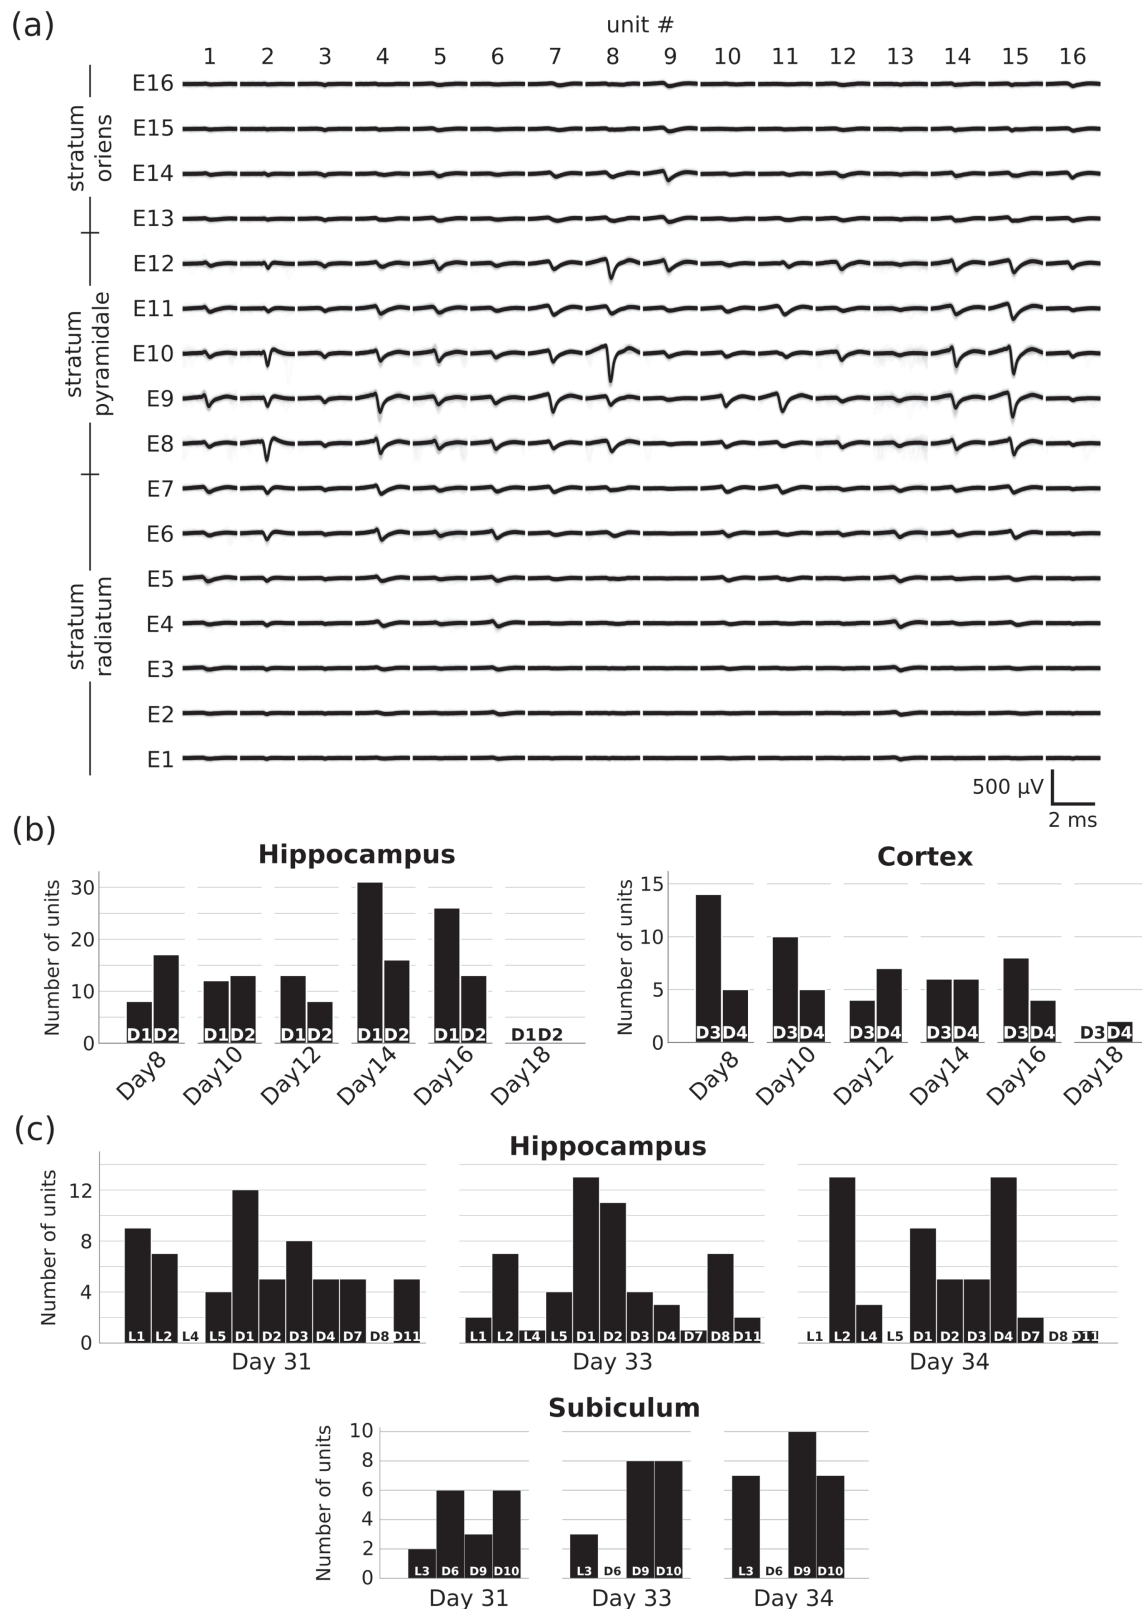 (a)
unit #
1 2 3 4 5 6 7 8 9 10 11 12 13 14 15 16
stratum oriens
stratum pyramidale
stratum radiatum
E16
E15
E14
E13
E12
E11
E10
E9
E8
E7
E6
E5
E4
E3
E2
E1
500 µV
2 ms
(b)
Hippocampus
Number of units
30
20
10
0
D1 D2 D1 D2 D1 D2 D1 D2 D1 D2 D1 D2
Day8 Day10 Day12 Day14 Day16 Day18
Cortex
Number of units
15
10
5
0
D3 D4 D3 D4 D3 D4 D3 D4 D3 D4 D3 D4
Day8 Day10 Day12 Day14 Day16 Day18
(c)
Hippocampus
Number of units
12
8
4
0
L1 L2 L4 L5 D1 D2 D3 D4 D7 D8 D11
L1 L2 L4 L5 D1 D2 D3 D4 D7 D8 D11
L1 L2 L4 L5 D1 D2 D3 D4 D7 D8 D11
Day 31 Day 33 Day 34
Subiculum
Number of units
10
8
6
4
2
0
L3 D6 D9 D10 L3 D6 D9 D10 L3 D6 D9 D10
Day 31 Day 33 Day 34